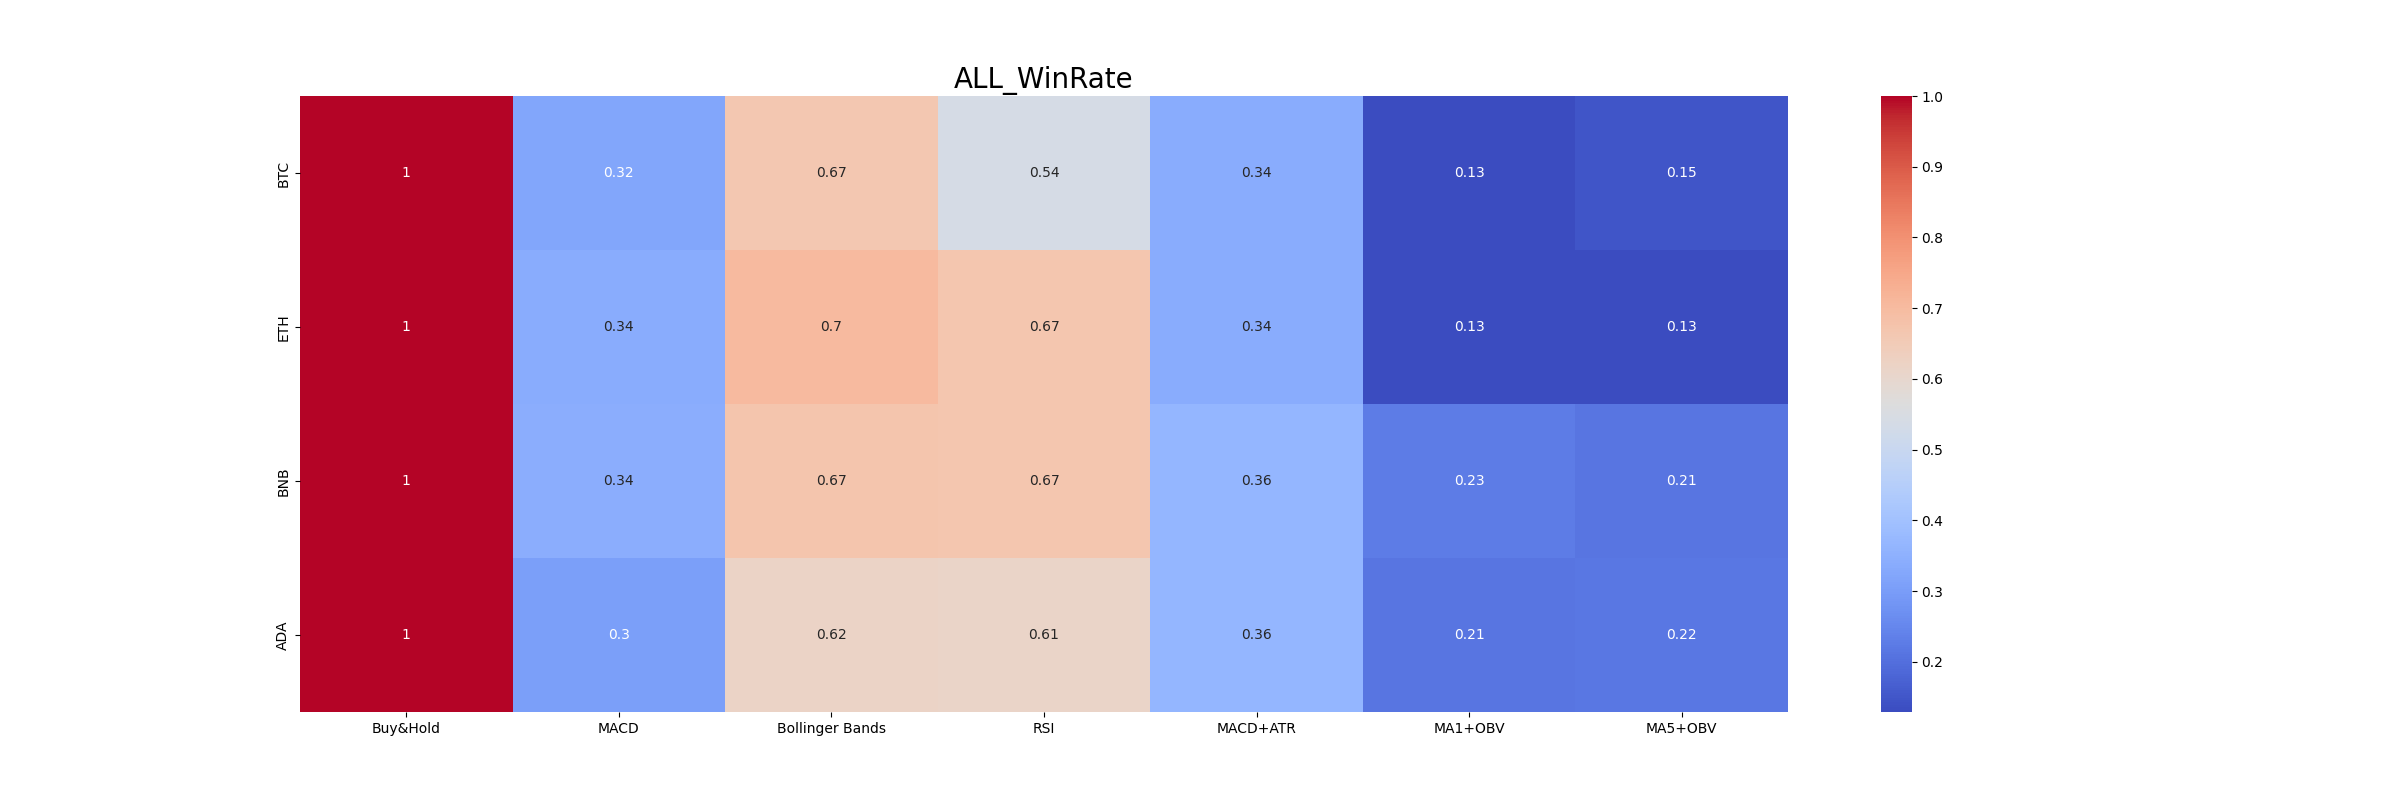 ALL_WinRate
BTC 1 0.32 0.67 0.54 0.34 0.13 0.15
ETH 1 0.34 0.7 0.67 0.34 0.13 0.13
BNB 1 0.34 0.67 0.67 0.36 0.23 0.21
ADA 1 0.3 0.62 0.61 0.36 0.21 0.22
Buy&Hold MACD Bollinger Bands RSI MACD+ATR MA1+OBV MA5+OBV
1.0
0.9
0.8
0.7
0.6
0.5
0.4
0.3
0.2